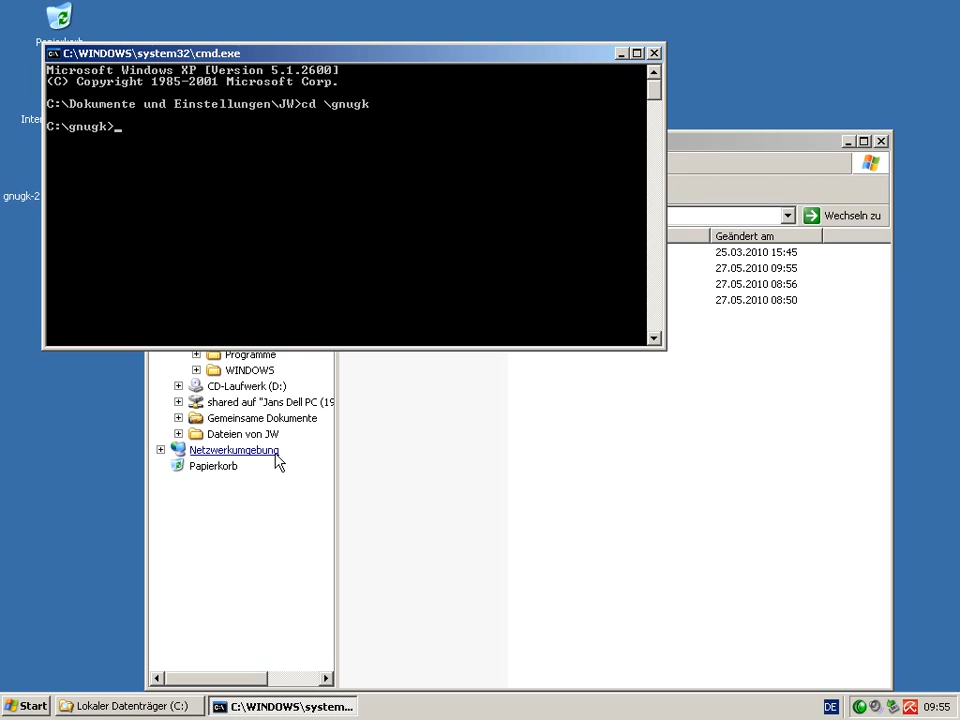 C:\WINDOWS\system32\cmd.exe
Microsoft Windows XP [Version 5.1.2600]
(C) Copyright 1985-2001 Microsoft Corp.
C:\Dokumente und Einstellungen\JW>cd \gnugk
C:\gnugk>_
Inter
gnugk-2
Wechseln zu
Geändert am
25.03.2010 15:45
27.05.2010 09:55
27.05.2010 08:56
27.05.2010 08:50
Programme
WINDOWS
CD-Laufwerk (D:)
shared auf "Jans Dell PC (19
Gemeinsame Dokumente
Dateien von JW
Netzwerkumgebung
Papierkorb
Start
Lokaler Datenträger (C:)
C:\WINDOWS\system...
DE
09:55